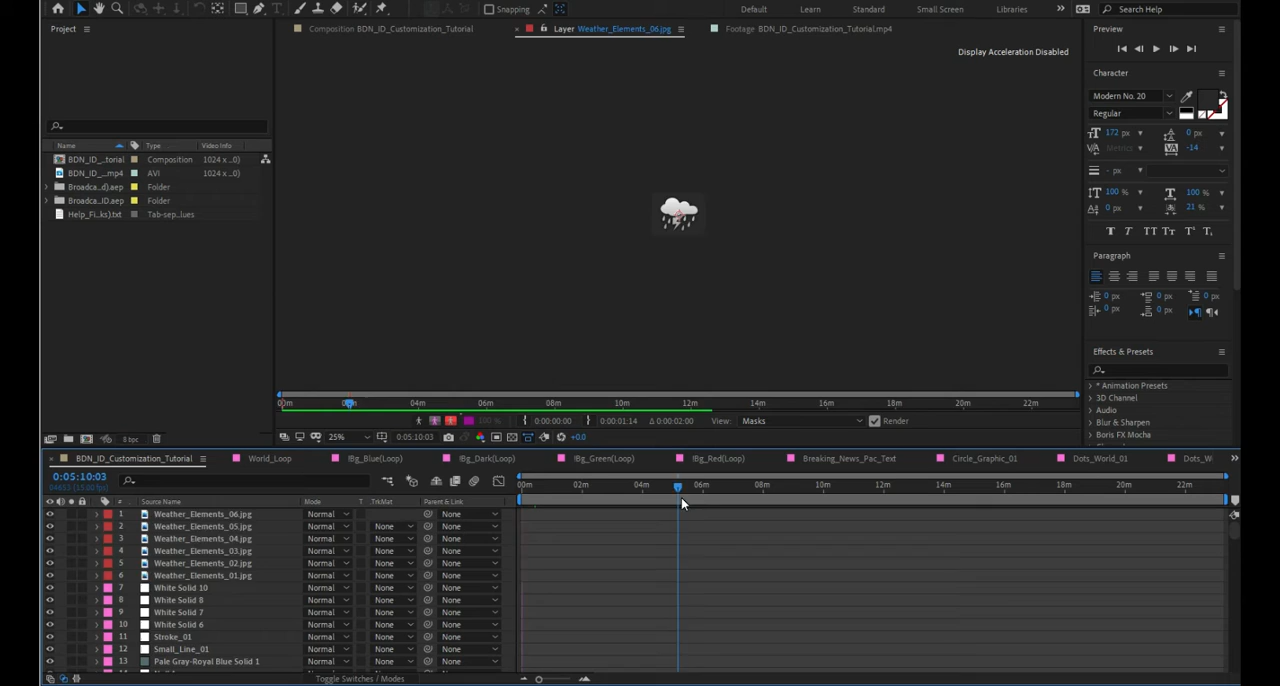 Snapping
Default
Learn
Standard
Small Screen
Libraries
Search Help
Project
Composition BDN_ID_Customization_Tutorial
Layer Weather_Elements_06.jpg
Footage BDN_ID_Customization_Tutorial.mp4
Preview
Display Acceleration Disabled
Character
Modern No. 20
Regular
172 px
0 px
Metrics
-14
- px
100 %
100 %
0 px
21 %
Paragraph
0 px
0 px
0 px
0 px
0 px
Effects & Presets
* Animation Presets
3D Channel
Audio
Blur & Sharpen
Boris FX Mocha
Name
Type
Video Info
BDN_ID_...torial
Composition
1024 x ...0)
BDN_ID_...mp4
AVI
1024 x ...0)
Broadca...d).aep
Folder
Broadca...ID.aep
Folder
Help_Fi...ks).txt
Tab-sep...lues
00m
04m
06m
08m
10m
12m
14m
16m
18m
20m
22m
100 %
0:00:00:00
0:00:01:14
Δ 0:00:02:00
View:
Masks
Render
8 bpc
25%
0:05:10:03
+0.0
BDN_ID_Customization_Tutorial
World_Loop
!Bg_Blue(Loop)
!Bg_Dark(Loop)
!Bg_Green(Loop)
!Bg_Red(Loop)
Breaking_News_Pac_Text
Circle_Graphic_01
Dots_World_01
Dots_W
0:05:10:03
00m
02m
04m
06m
08m
10m
12m
14m
16m
18m
20m
22m
#
Source Name
Mode
T
TrkMat
Parent & Link
1 Weather_Elements_06.jpg Normal None
2 Weather_Elements_05.jpg Normal None None
3 Weather_Elements_04.jpg Normal None None
4 Weather_Elements_03.jpg Normal None None
5 Weather_Elements_02.jpg Normal None None
6 Weather_Elements_01.jpg Normal None None
7 White Solid 10 Normal None None
8 White Solid 8 Normal None None
9 White Solid 7 Normal None None
10 White Solid 6 Normal None None
11 Stroke_01 Normal None None
12 Small_Line_01 Normal None None
13 Pale Gray-Royal Blue Solid 1 Normal None None
Toggle Switches / Modes